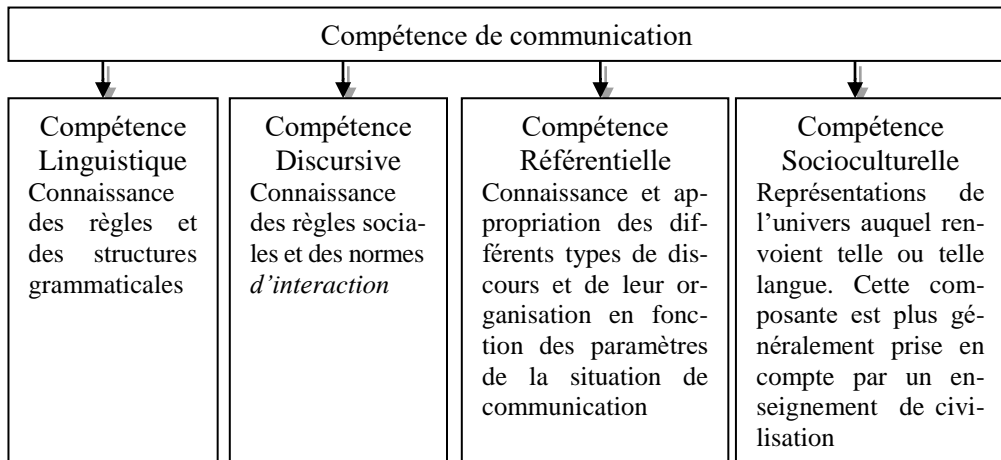 Compétence de communication
Compétence
Linguistique
Connaissance
des règles et
des structures
grammaticales
Compétence
Discursive
Connaissance
des règles socia-
les et des normes
d’interaction
Compétence
Référentielle
Connaissance et ap-
propriation des dif-
férents types de dis-
cours et de leur or-
ganisation en fonc-
tion des paramètres
de la situation de
communication
Compétence
Socioculturelle
Représentations de
l’univers auquel ren-
voient telle ou telle
langue. Cette com-
posante est plus gé-
néralement prise en
compte par un en-
seignement de civi-
lisation